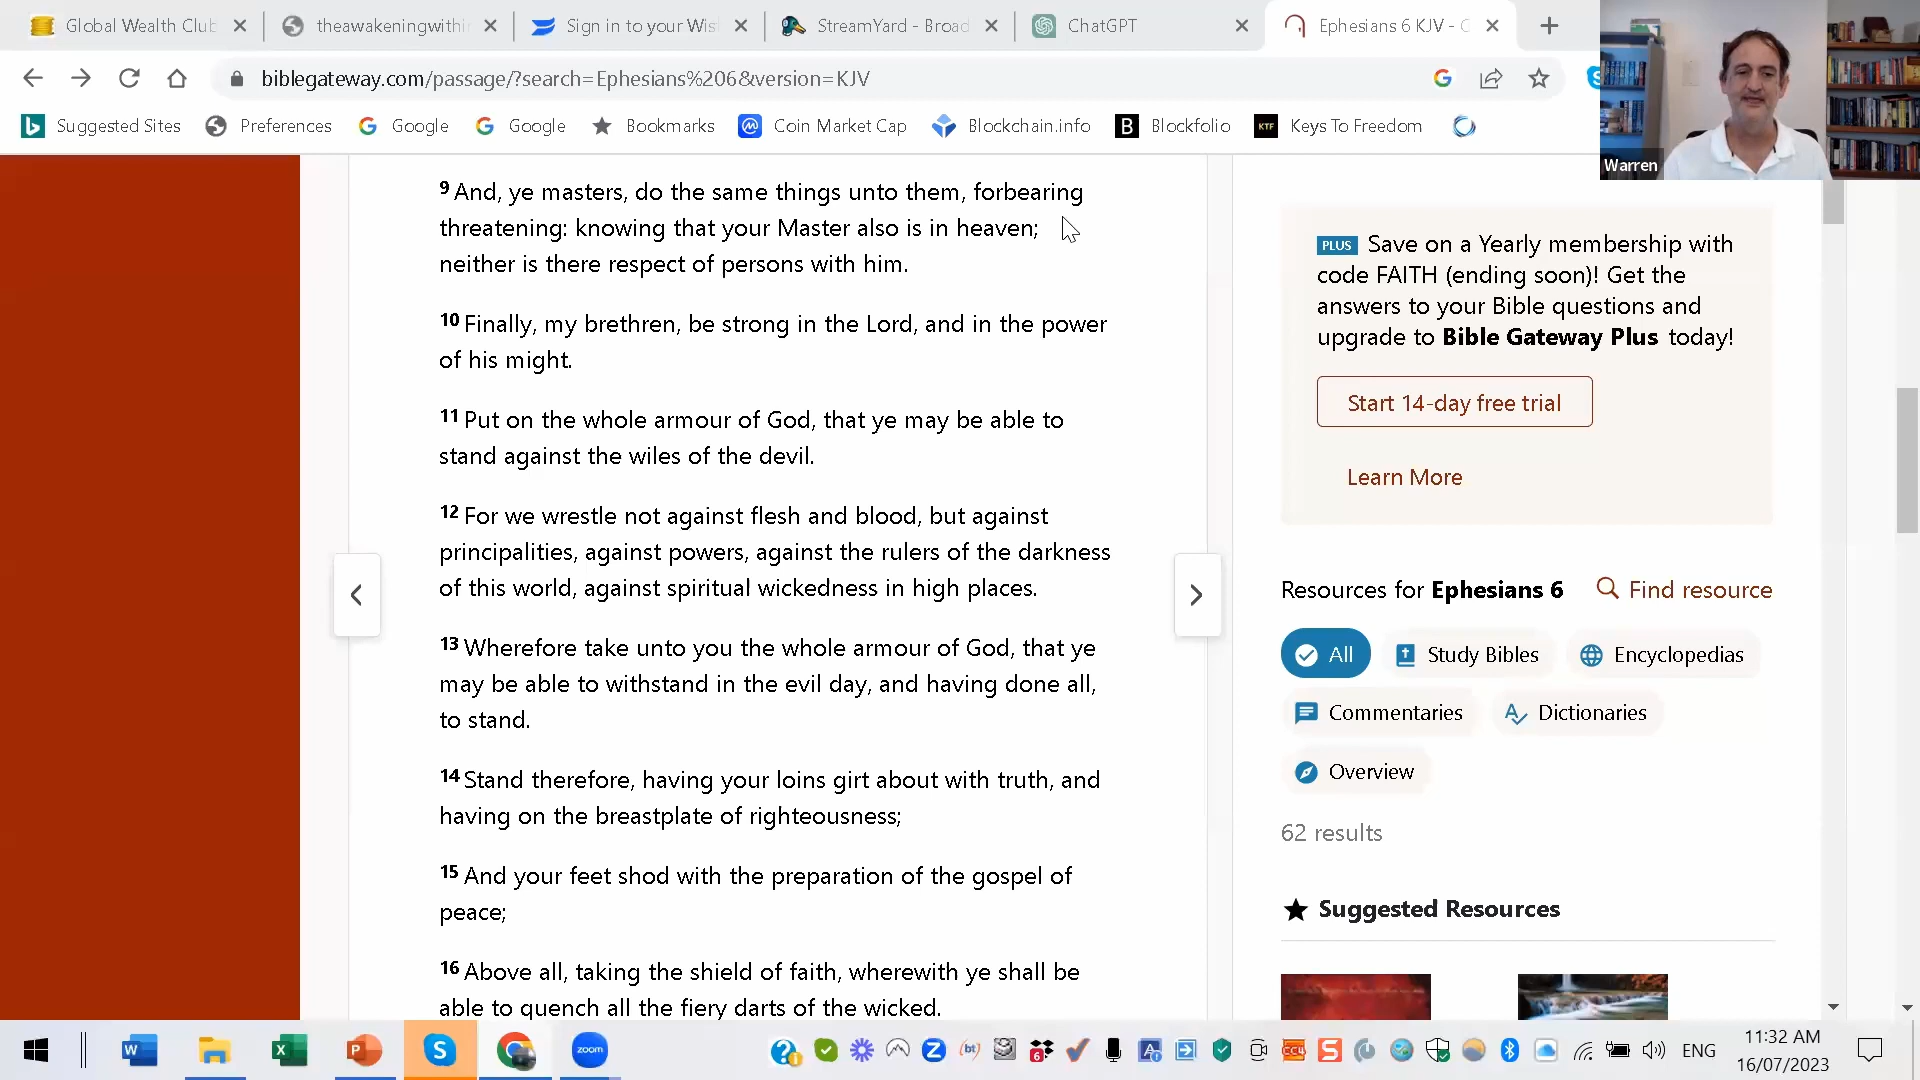 Global Wealth Club
theawakeningwithi
Sign in to your Wis
StreamYard - Broad
ChatGPT
Ephesians 6 KJV - C
biblegateway.com/passage/?search=Ephesians%206&version=KJV
Suggested Sites
Preferences
Google
Google
Bookmarks
Coin Market Cap
Blockchain.info
Blockfolio
KTF
Keys To Freedom
Warren
9 And, ye masters, do the same things unto them, forbearing
threatening: knowing that your Master also is in heaven;
neither is there respect of persons with him.
10 Finally, my brethren, be strong in the Lord, and in the power
of his might.
11 Put on the whole armour of God, that ye may be able to
stand against the wiles of the devil.
12 For we wrestle not against flesh and blood, but against
principalities, against powers, against the rulers of the darkness
of this world, against spiritual wickedness in high places.
13 Wherefore take unto you the whole armour of God, that ye
may be able to withstand in the evil day, and having done all,
to stand.
14 Stand therefore, having your loins girt about with truth, and
having on the breastplate of righteousness;
15 And your feet shod with the preparation of the gospel of
peace;
16 Above all, taking the shield of faith, wherewith ye shall be
able to quench all the fiery darts of the wicked.
PLUS Save on a Yearly membership with
code FAITH (ending soon)! Get the
answers to your Bible questions and
upgrade to Bible Gateway Plus today!
Start 14-day free trial
Learn More
Resources for Ephesians 6
Find resource
All
Study Bibles
Encyclopedias
Commentaries
Dictionaries
Overview
62 results
Suggested Resources
zoom
ENG
11:32 AM
16/07/2023